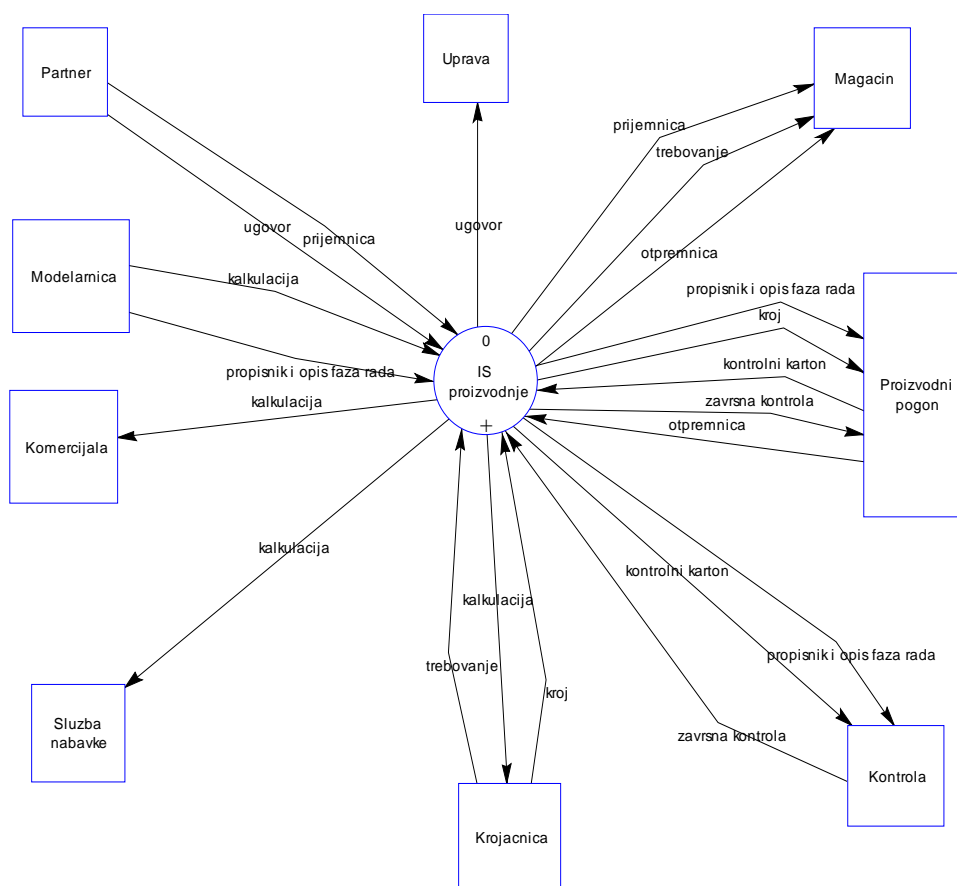 Partner
Uprava
Magacin
prijemnica
trebovanje
ugovor
prijemnica
ugovor
otpremnica
Modelarnica
kalkulacija
propisnik i opis faza rada
kroj
0
IS
proizvodnje
+
kontrolni karton
Proizvodni
pogon
propisnik i opis faza rada
kalkulacija
zavrsna kontrola
otpremnica
Komercijala
kalkulacija
kontrolni karton
kalkulacija
propisnik i opis faza rada
trebovanje
kroj
zavrsna kontrola
Sluzba
nabavke
Kontrola
Krojacnica